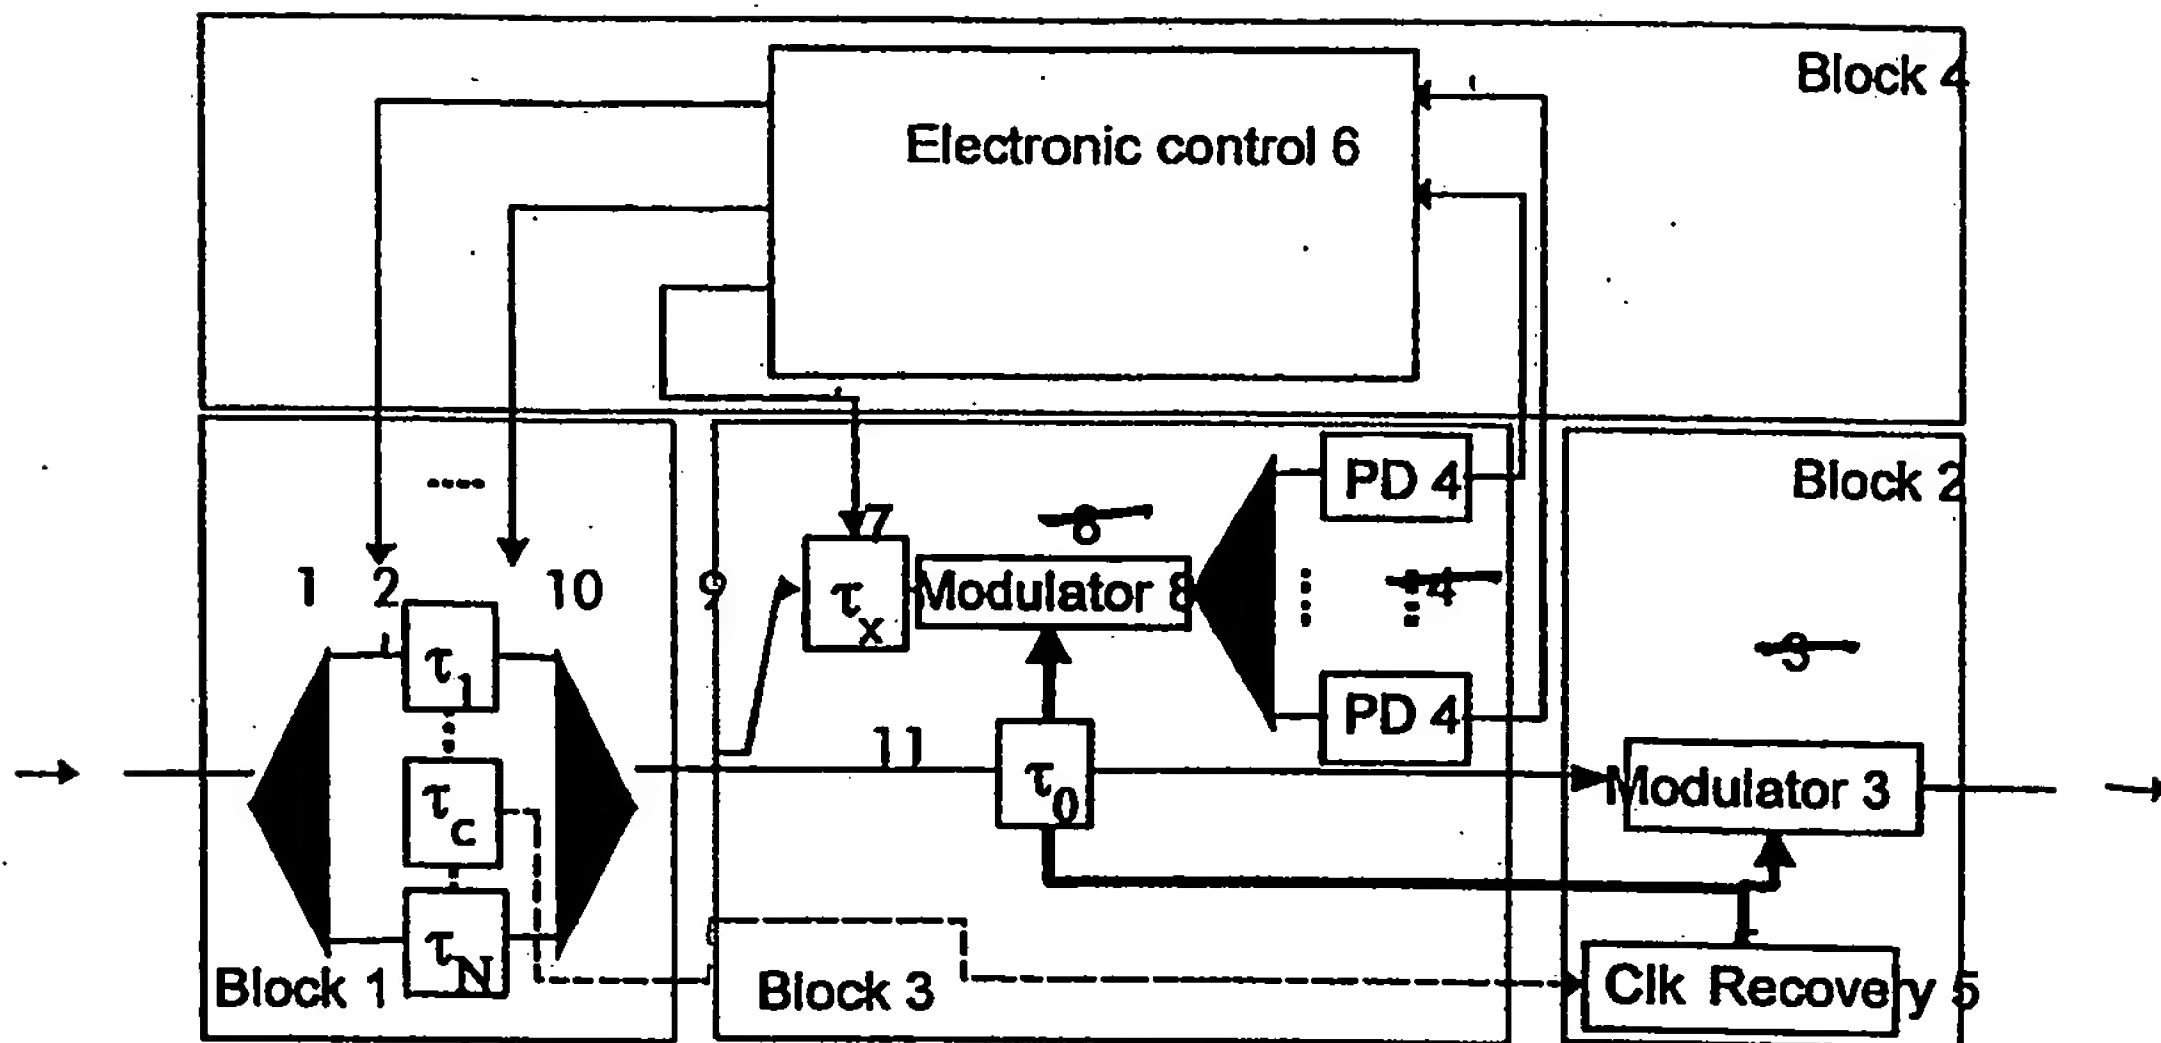 Block 4
Electronic control 6
Block 2
PD 4
7
8
1
2
10
9
τx
Modulator 8
4
3
τ1
PD 4
11
τc
τ0
Modulator 3
τN
Block 1
Block 3
Clk Recovery 5